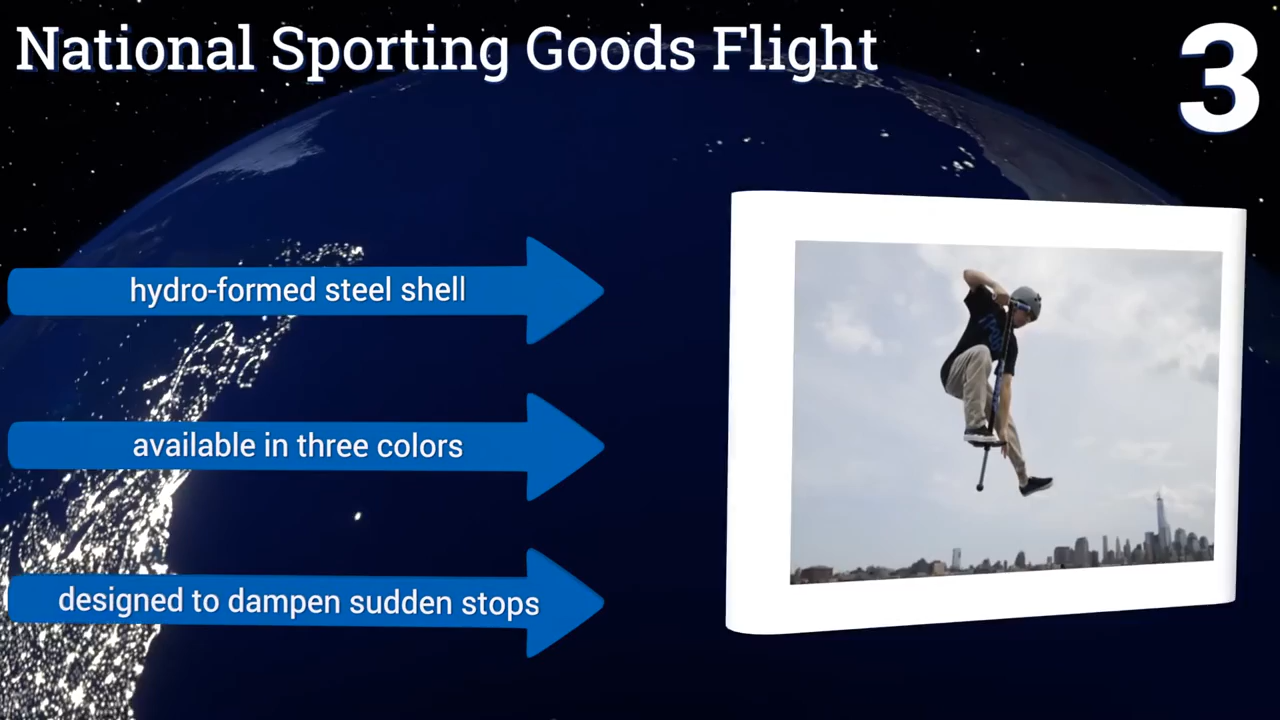 National Sporting Goods Flight
3
hydro-formed steel shell
available in three colors
designed to dampen sudden stops